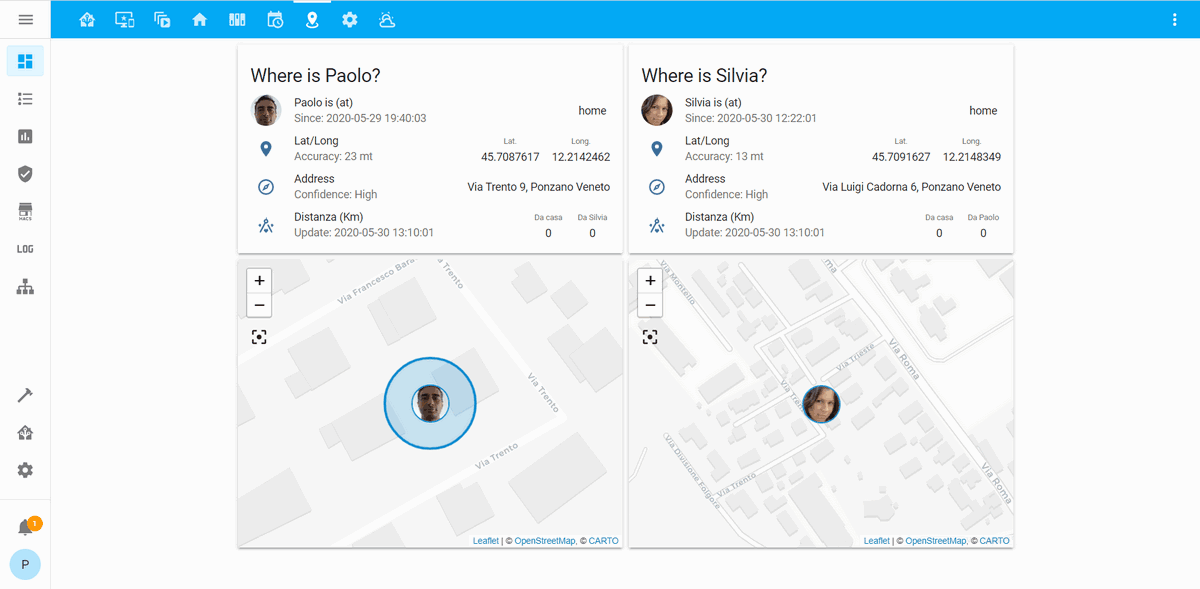 HACS
LOG
1
P
Where is Paolo?
Paolo is (at)
Since: 2020-05-29 19:40:03
home
Lat/Long
Accuracy: 23 mt
Lat. Long.
45.7087617 12.2142462
Address
Confidence: High
Via Trento 9, Ponzano Veneto
Distanza (Km)
Update: 2020-05-30 13:10:01
Da casa Da Silvia
0 0
Where is Silvia?
Silvia is (at)
Since: 2020-05-30 12:22:01
home
Lat/Long
Accuracy: 13 mt
Lat. Long.
45.7091627 12.2148349
Address
Confidence: High
Via Luigi Cadorna 6, Ponzano Veneto
Distanza (Km)
Update: 2020-05-30 13:10:01
Da casa Da Paolo
0 0
+
−
Via Francesco Bara
Via Trento
Via Trento
Via Trento
Leaflet | © OpenStreetMap, © CARTO
+
−
Via Montello
ma
Via Trieste
Via Roma
Via Tren
Via Divisione Folgore
Via Trento
Via Roma
Leaflet | © OpenStreetMap, © CARTO